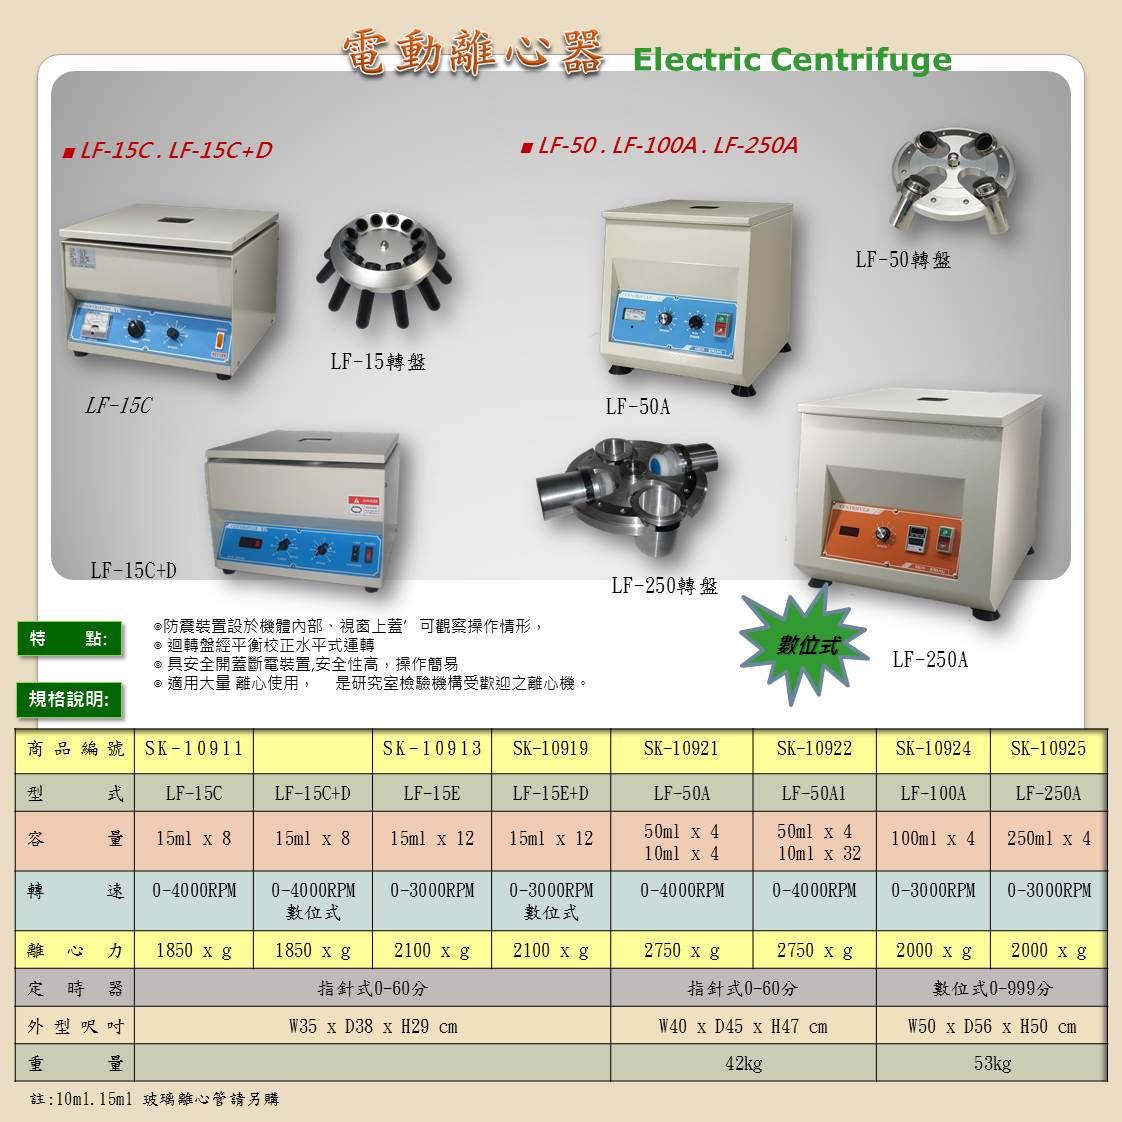 電動離心器 Electric Centrifuge
■ LF-15C . LF-15C+D
■ LF-50 . LF-100A . LF-250A
LF-50轉盤
LF-15轉盤
LF-15C
LF-50A
LF-15C+D
LF-250轉盤
LF-250A
數位式
特 點:
◎防震裝置設於機體內部、視窗上蓋’可觀察操作情形，
◎ 迴轉盤經平衡校正水平式運轉
◎ 具安全開蓋斷電裝置,安全性高，操作簡易
◎ 適用大量 離心使用， 是研究室檢驗機構受歡迎之離心機。
規格說明:
商品編號 SK-10911 SK-10913 SK-10919 SK-10921 SK-10922 SK-10924 SK-10925
型 式 LF-15C LF-15C+D LF-15E LF-15E+D LF-50A LF-50A1 LF-100A LF-250A
容 量 15ml x 8 15ml x 8 15ml x 12 15ml x 12 50ml x 4 10ml x 4 50ml x 4 10ml x 32 100ml x 4 250ml x 4
轉 速 0-4000RPM 0-4000RPM 數位式 0-3000RPM 0-3000RPM 數位式 0-4000RPM 0-4000RPM 0-3000RPM 0-3000RPM
離 心 力 1850 x g 1850 x g 2100 x g 2100 x g 2750 x g 2750 x g 2000 x g 2000 x g
定 時 器 指針式0-60分 指針式0-60分 數位式0-999分
外型呎吋 W35 x D38 x H29 cm W40 x D45 x H47 cm W50 x D56 x H50 cm
重 量 42kg 53kg
註:10ml.15ml 玻璃離心管請另購